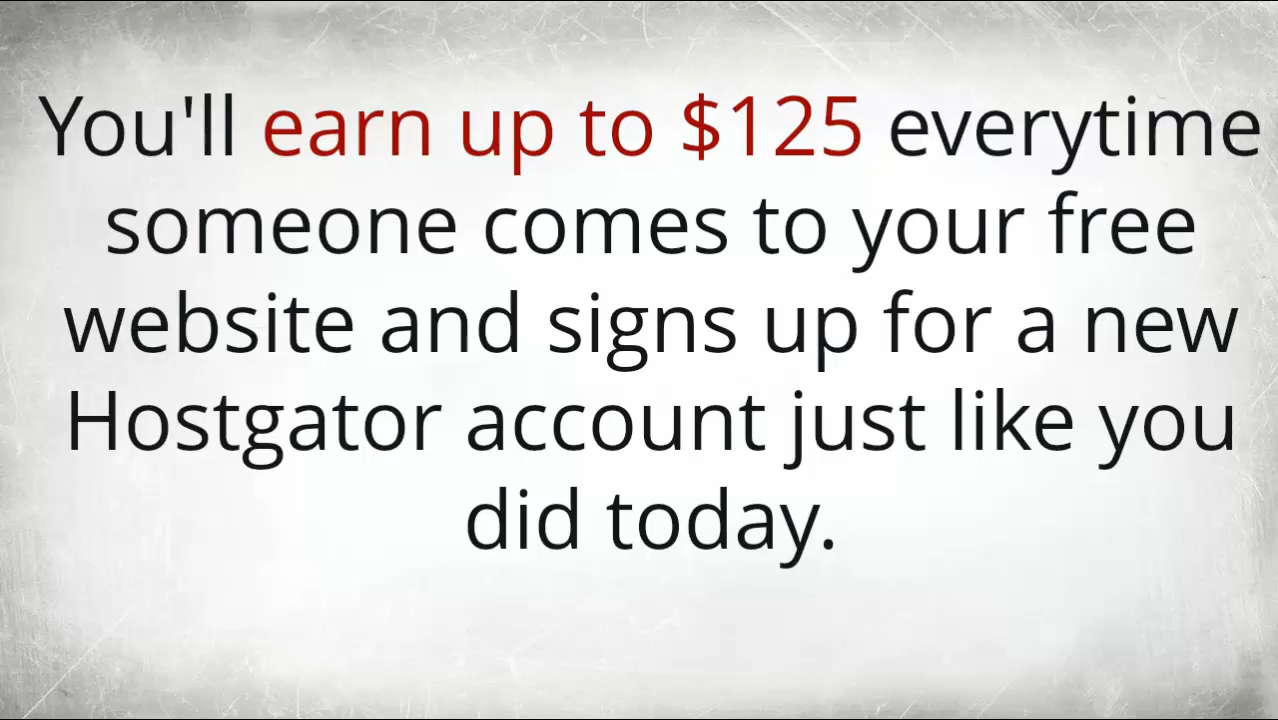 You'll earn up to $125 everytime
someone comes to your free
website and signs up for a new
Hostgator account just like you
did today.